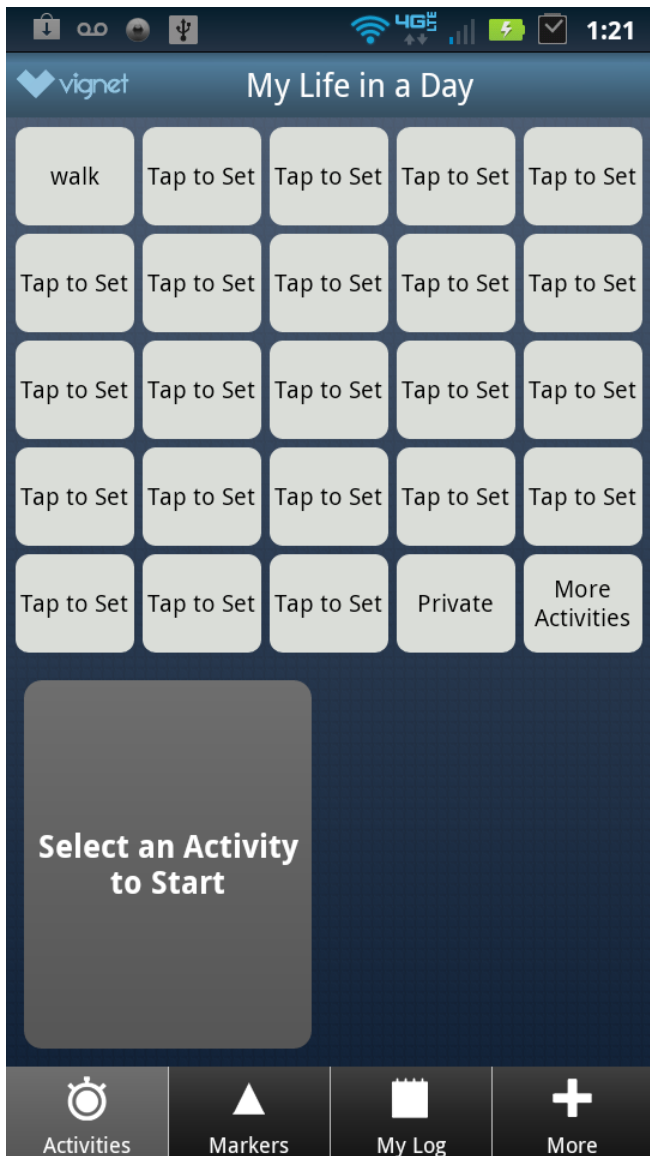 4G LTE 1:21
vignet My Life in a Day
walk Tap to Set Tap to Set Tap to Set Tap to Set
Tap to Set Tap to Set Tap to Set Tap to Set Tap to Set
Tap to Set Tap to Set Tap to Set Tap to Set Tap to Set
Tap to Set Tap to Set Tap to Set Tap to Set Tap to Set
Tap to Set Tap to Set Tap to Set Private More
Activities
Select an Activity
to Start
Activities Markers My Log More